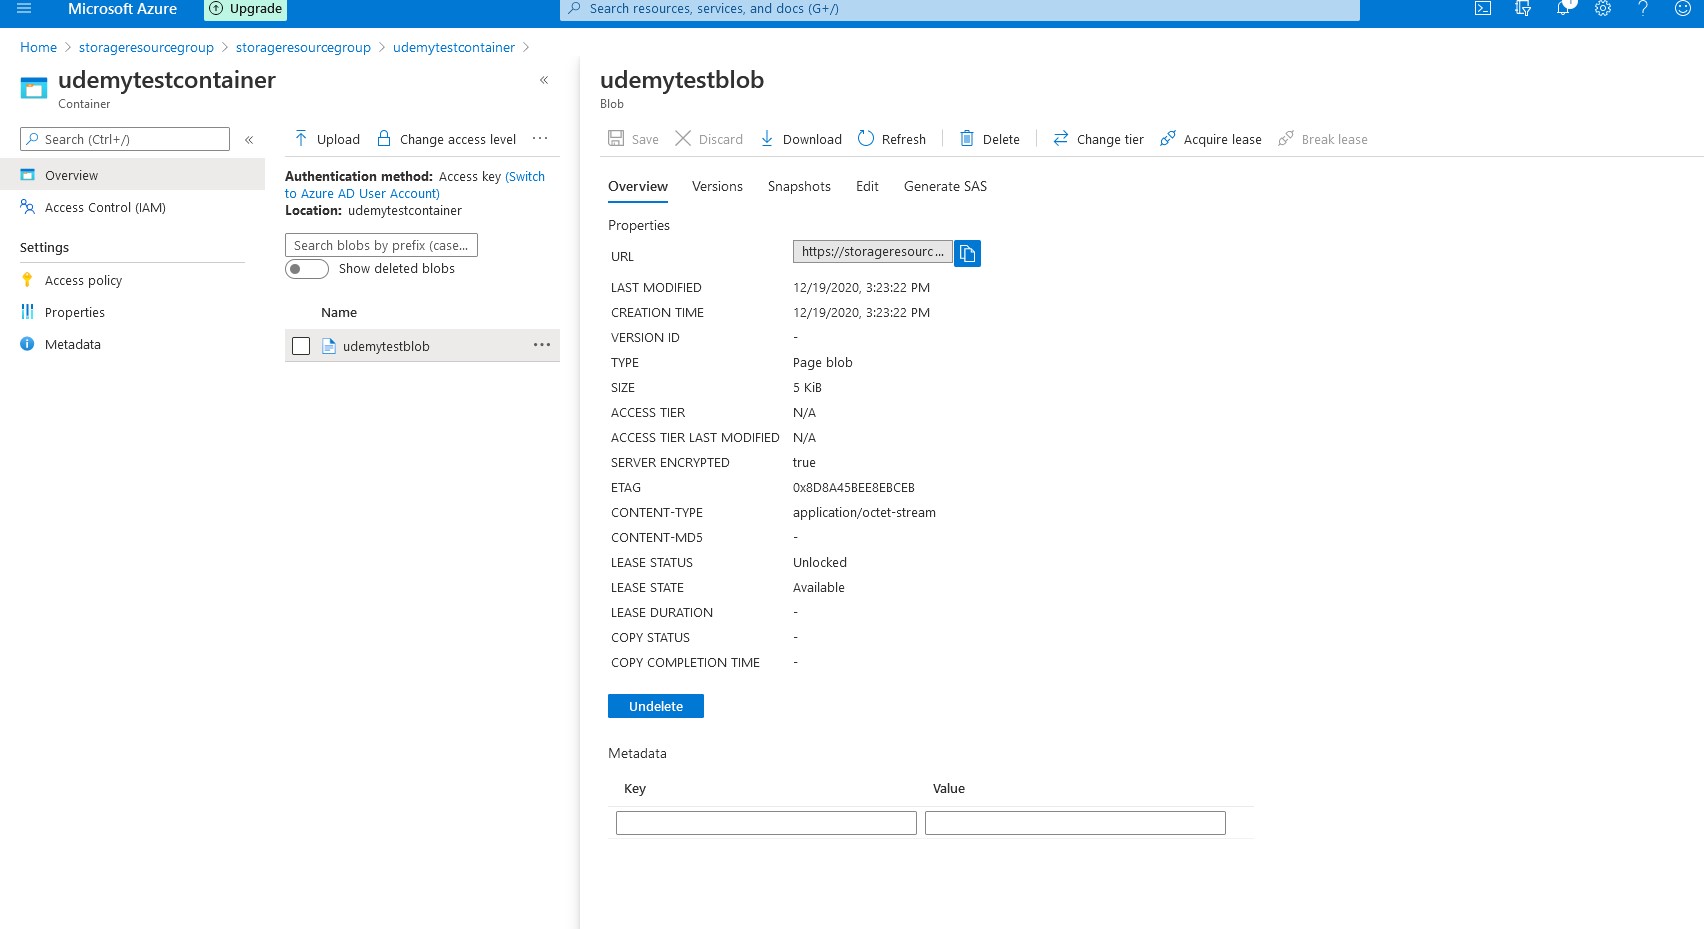 Microsoft Azure
Upgrade
Search resources, services, and docs (G+/)
1
Home > storageresourcegroup > storageresourcegroup > udemytestcontainer >
udemytestcontainer
Container
Search (Ctrl+/)
Overview
Access Control (IAM)
Settings
Access policy
Properties
Metadata
Upload
Change access level
Authentication method: Access key (Switch
to Azure AD User Account)
Location: udemytestcontainer
Search blobs by prefix (case...
Show deleted blobs
Name
udemytestblob
udemytestblob
Blob
Save Discard Download Refresh Delete Change tier Acquire lease Break lease
Overview Versions Snapshots Edit Generate SAS
Properties
URL https://storageresourc ...
LAST MODIFIED 12/19/2020, 3:23:22 PM
CREATION TIME 12/19/2020, 3:23:22 PM
VERSION ID -
TYPE Page blob
SIZE 5 KiB
ACCESS TIER N/A
ACCESS TIER LAST MODIFIED N/A
SERVER ENCRYPTED true
ETAG 0x8D8A45BEE8EBCEB
CONTENT-TYPE application/octet-stream
CONTENT-MD5 -
LEASE STATUS Unlocked
LEASE STATE Available
LEASE DURATION -
COPY STATUS -
COPY COMPLETION TIME -
Undelete
Metadata
Key Value